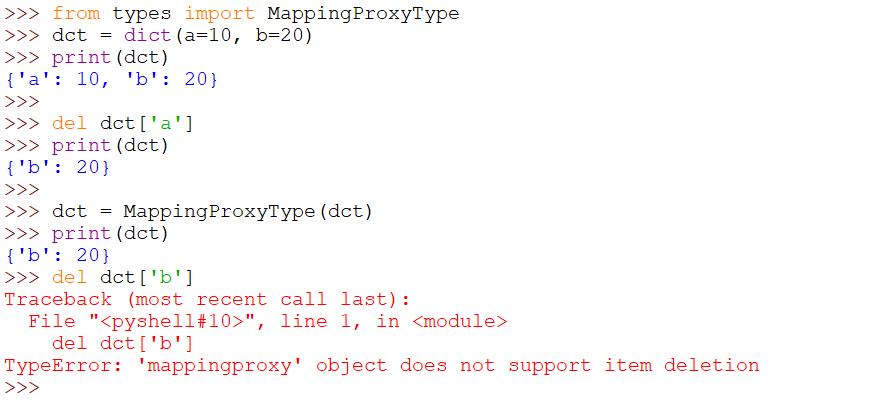 >>> from types import MappingProxyType
>>> dct = dict(a=10, b=20)
>>> print(dct)
{'a': 10, 'b': 20}
>>>
>>> del dct['a']
>>> print(dct)
{'b': 20}
>>>
>>> dct = MappingProxyType(dct)
>>> print(dct)
{'b': 20}
>>> del dct['b']
Traceback (most recent call last):
  File "<pyshell#10>", line 1, in <module>
    del dct['b']
TypeError: 'mappingproxy' object does not support item deletion
>>>